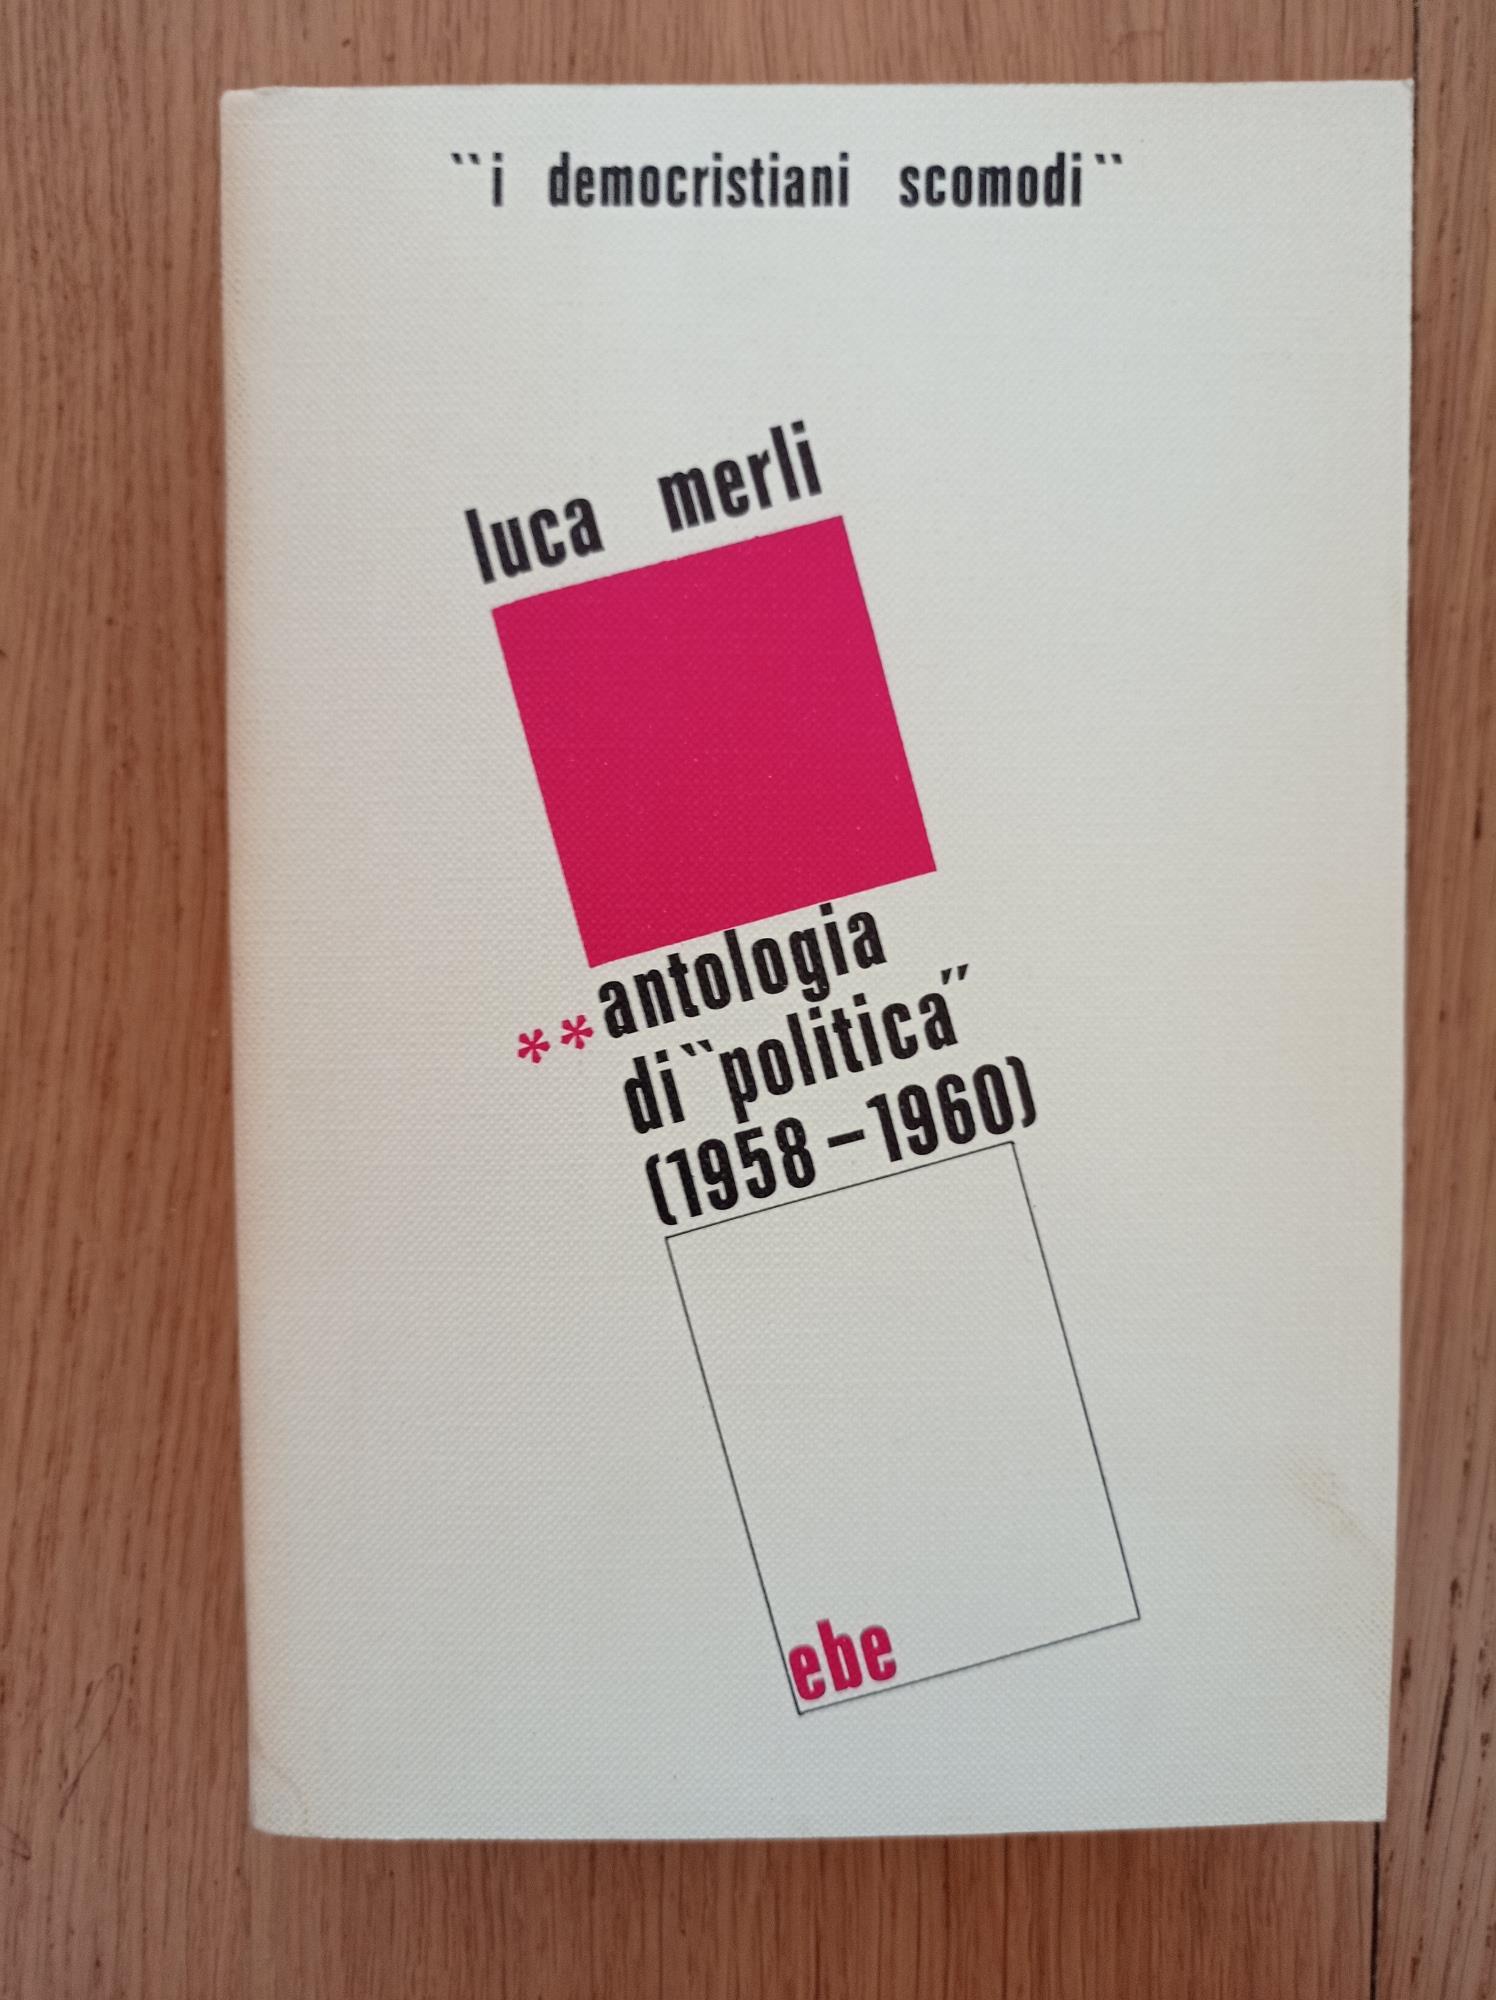 ``i democristiani scomodi``
luca merli
**antologia
di``politica″
(1958–1960)
ebe